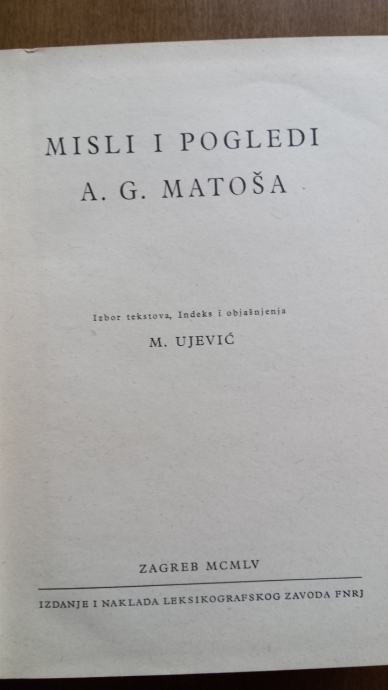 MISLI I POGLEDI
A. G. MATOŠA
Izbor tekstova, Indeks i objašnjenja
M. UJEVIĆ
ZAGREB MCMLV
IZDANJE I NAKLADA LEKSIKOGRAFSKOG ZAVODA FNRJ